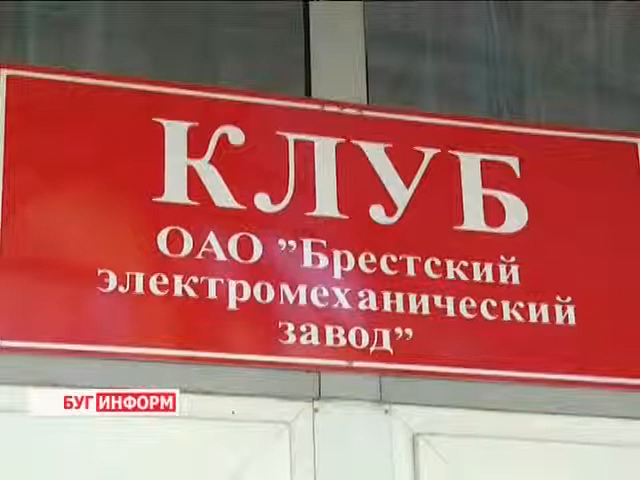 КЛУБ
ОАО "Брестский
электромеханический
завод"
БУГИНФОРМ